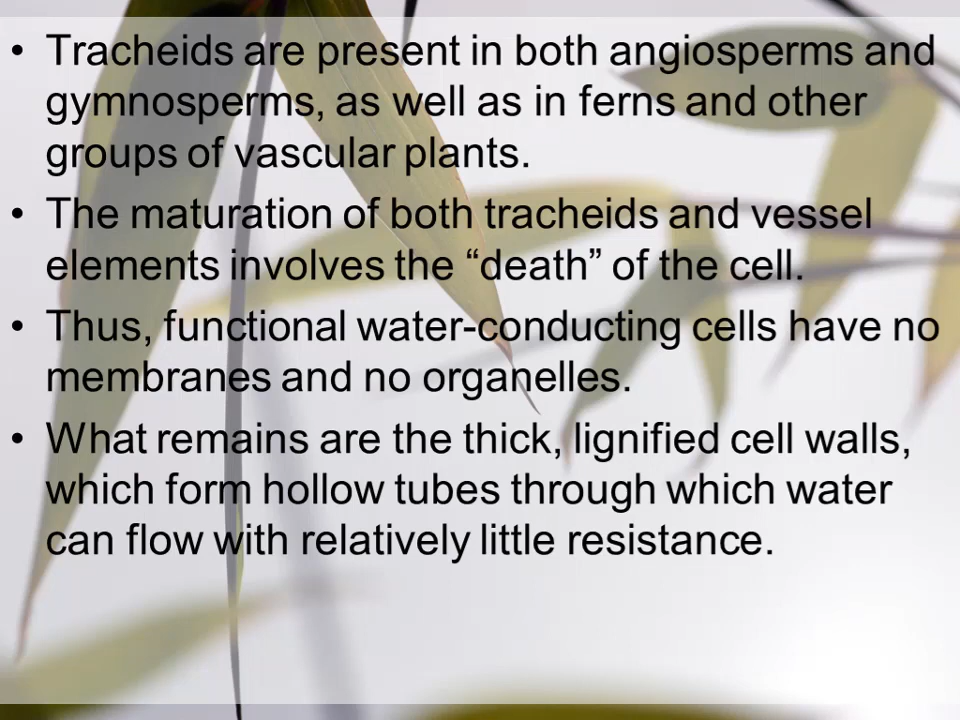 • Tracheids are present in both angiosperms and
gymnosperms, as well as in ferns and other
groups of vascular plants.
• The maturation of both tracheids and vessel
elements involves the “death” of the cell.
• Thus, functional water-conducting cells have no
membranes and no organelles.
• What remains are the thick, lignified cell walls,
which form hollow tubes through which water
can flow with relatively little resistance.